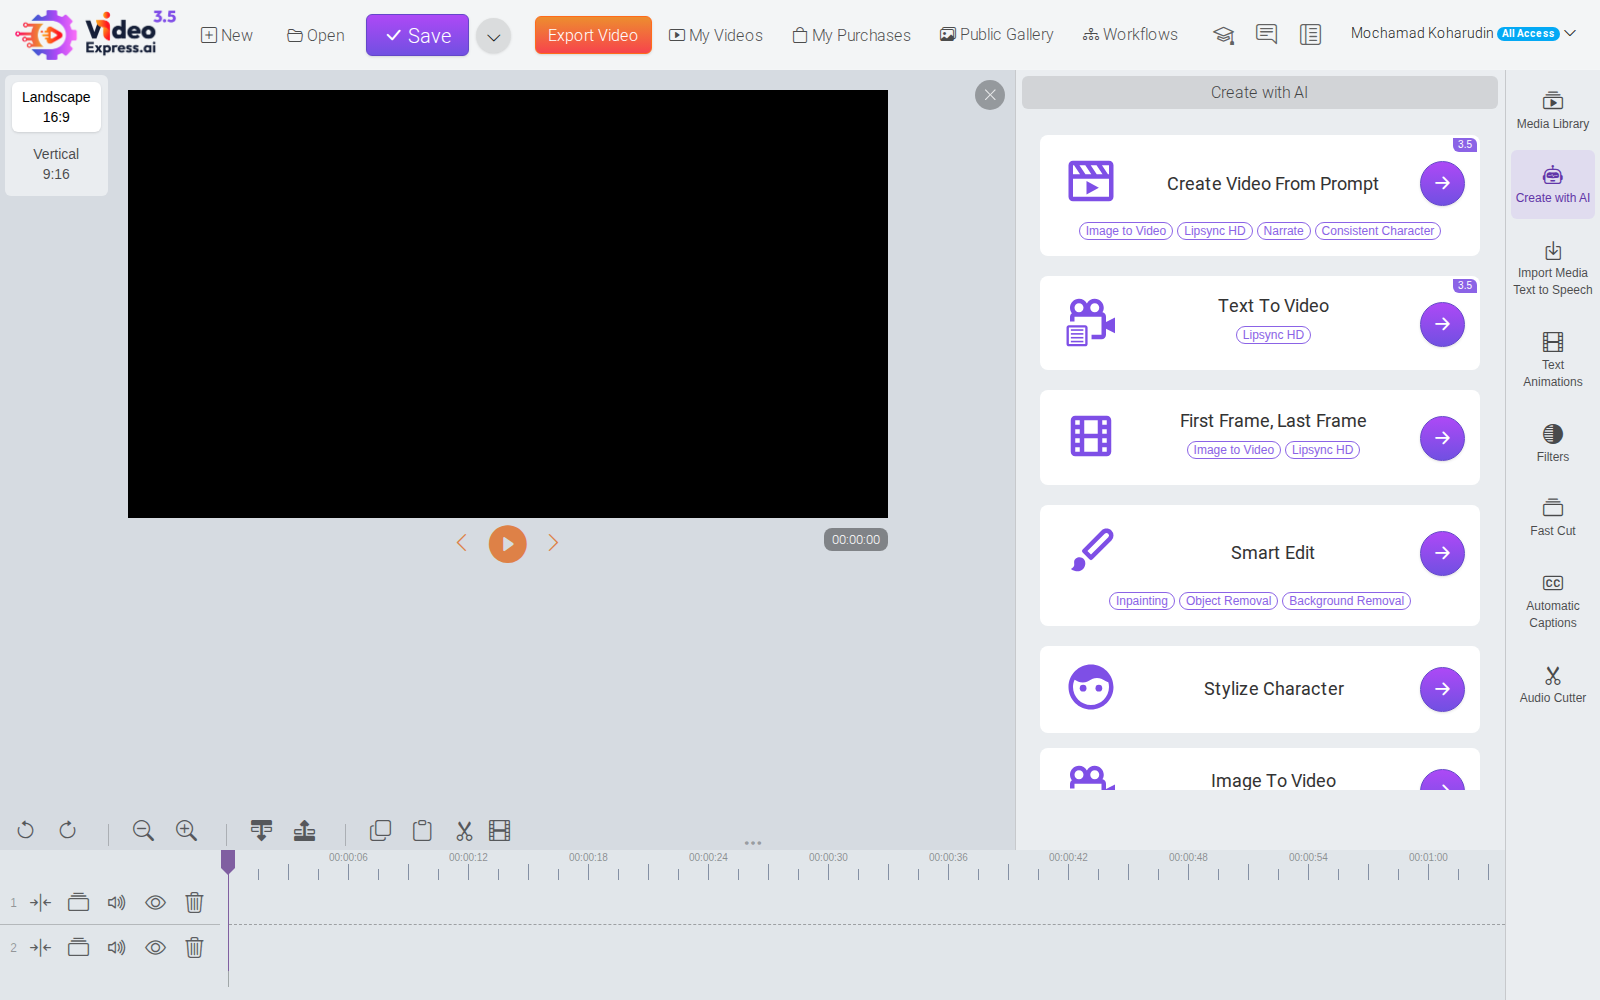 Video 3.5
Express.ai
New
Open
Save
Export Video
My Videos
My Purchases
Public Gallery
Workflows
Mochamad Koharudin All Access
Landscape
16:9
Vertical
9:16
00:00:00
Create with AI
3.5
Create Video From Prompt
Image to Video Lipsync HD Narrate Consistent Character
3.5
Text To Video
Lipsync HD
First Frame, Last Frame
Image to Video Lipsync HD
Smart Edit
Inpainting Object Removal Background Removal
Stylize Character
Image To Video
Media Library
Create with AI
Import Media
Text to Speech
Text
Animations
Filters
Fast Cut
CC
Automatic
Captions
Audio Cutter
00:00:06 00:00:12 00:00:18 00:00:24 00:00:30 00:00:36 00:00:42 00:00:48 00:00:54 00:01:00
1
2